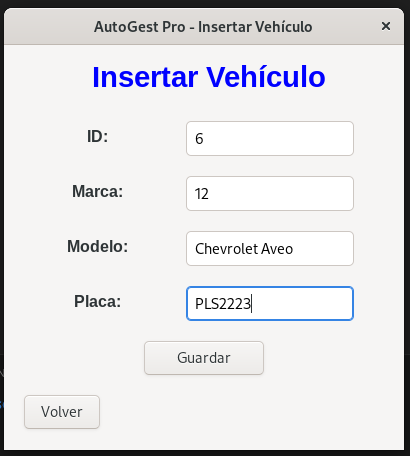 AutoGest Pro - Insertar Vehículo
Insertar Vehículo
ID: 6
Marca: 12
Modelo: Chevrolet Aveo
Placa: PLS2223
Guardar
Volver